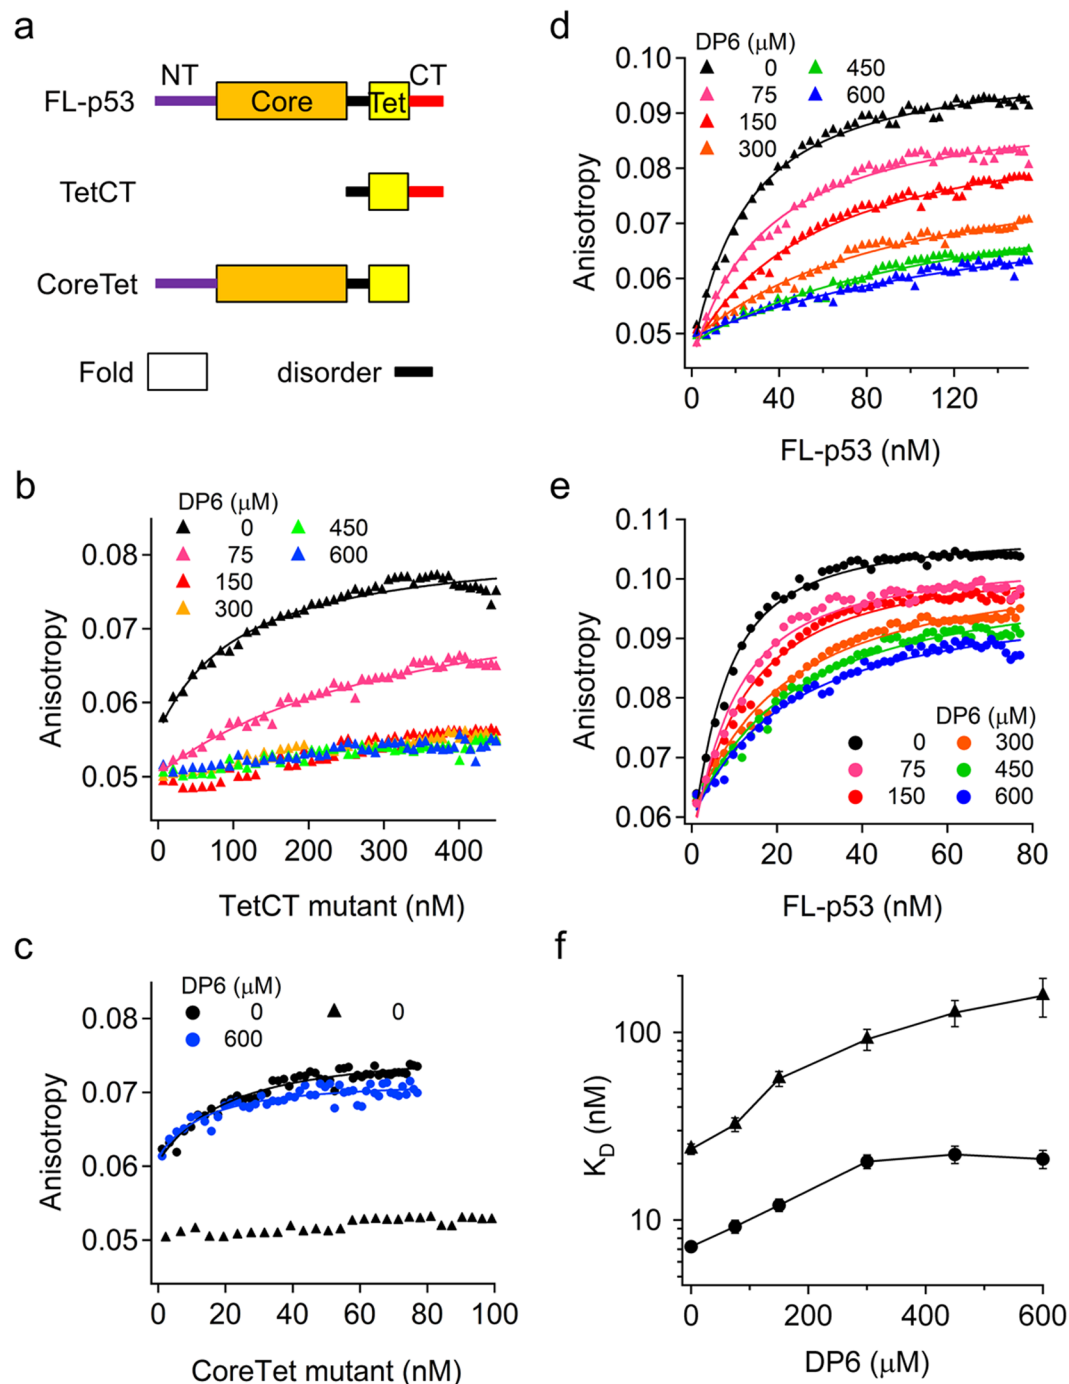 a
NT
CT
FL-p53
Core
Tet
TetCT
CoreTet
Fold
disorder
b
DP6 (μM)
0
450
75
600
150
300
0.08
0.07
0.06
0.05
Anisotropy
0
100
200
300
400
TetCT mutant (nM)
c
DP6 (μM)
0
0
600
0.08
0.07
0.06
0.05
Anisotropy
0
20
40
60
80
100
CoreTet mutant (nM)
d
DP6 (μM)
0
450
75
600
150
300
0.10
0.09
0.08
0.07
0.06
0.05
Anisotropy
0
40
80
120
FL-p53 (nM)
e
0.11
0.10
0.09
0.08
0.07
0.06
Anisotropy
DP6 (μM)
0
300
75
450
150
600
0
20
40
60
80
FL-p53 (nM)
f
100
10
K_D (nM)
0
200
400
600
DP6 (μM)